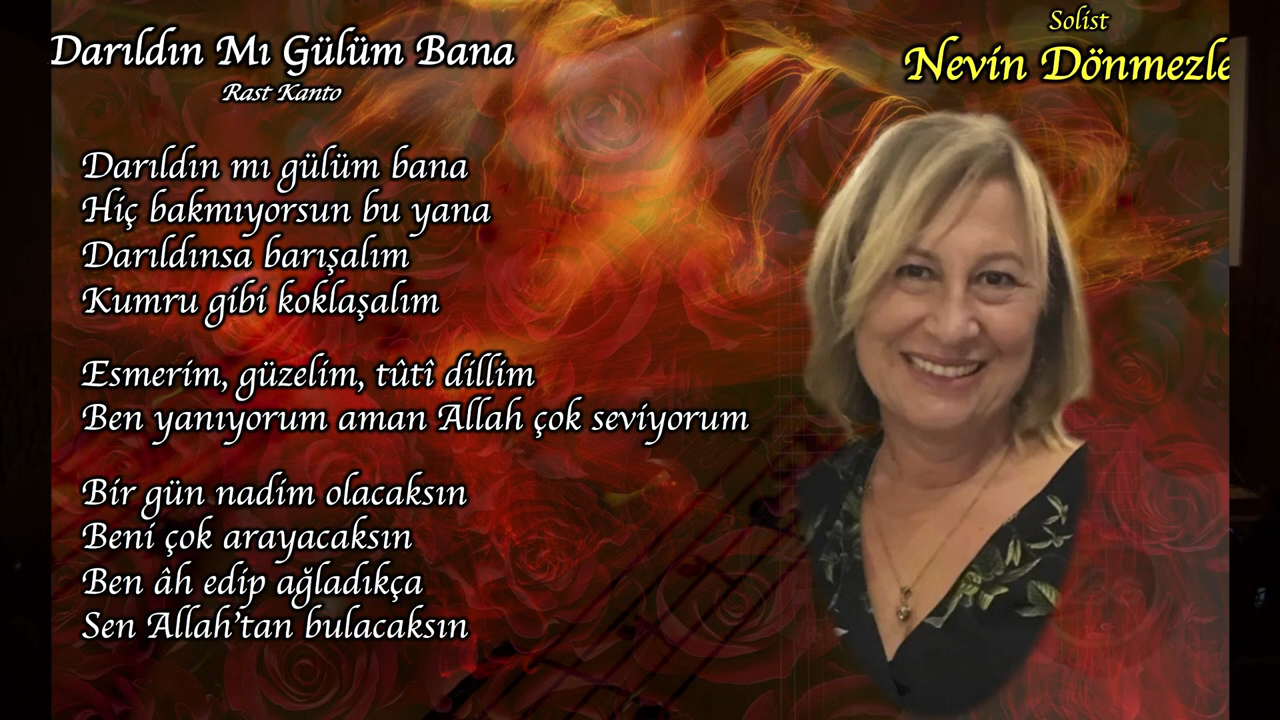 Darıldın Mı Gülüm Bana
Rast Kanto
Solist
Nevin Dönmezle
Darıldın mı gülüm bana
Hiç bakmıyorsun bu yana
Darıldınsa barışalım
Kumru gibi koklaşalım
Esmerim, güzelim, tûtî dillim
Ben yanıyorum aman Allah çok seviyorum
Bir gün nadim olacaksın
Beni çok arayacaksın
Ben âh edip ağladıkça
Sen Allah'tan bulacaksın